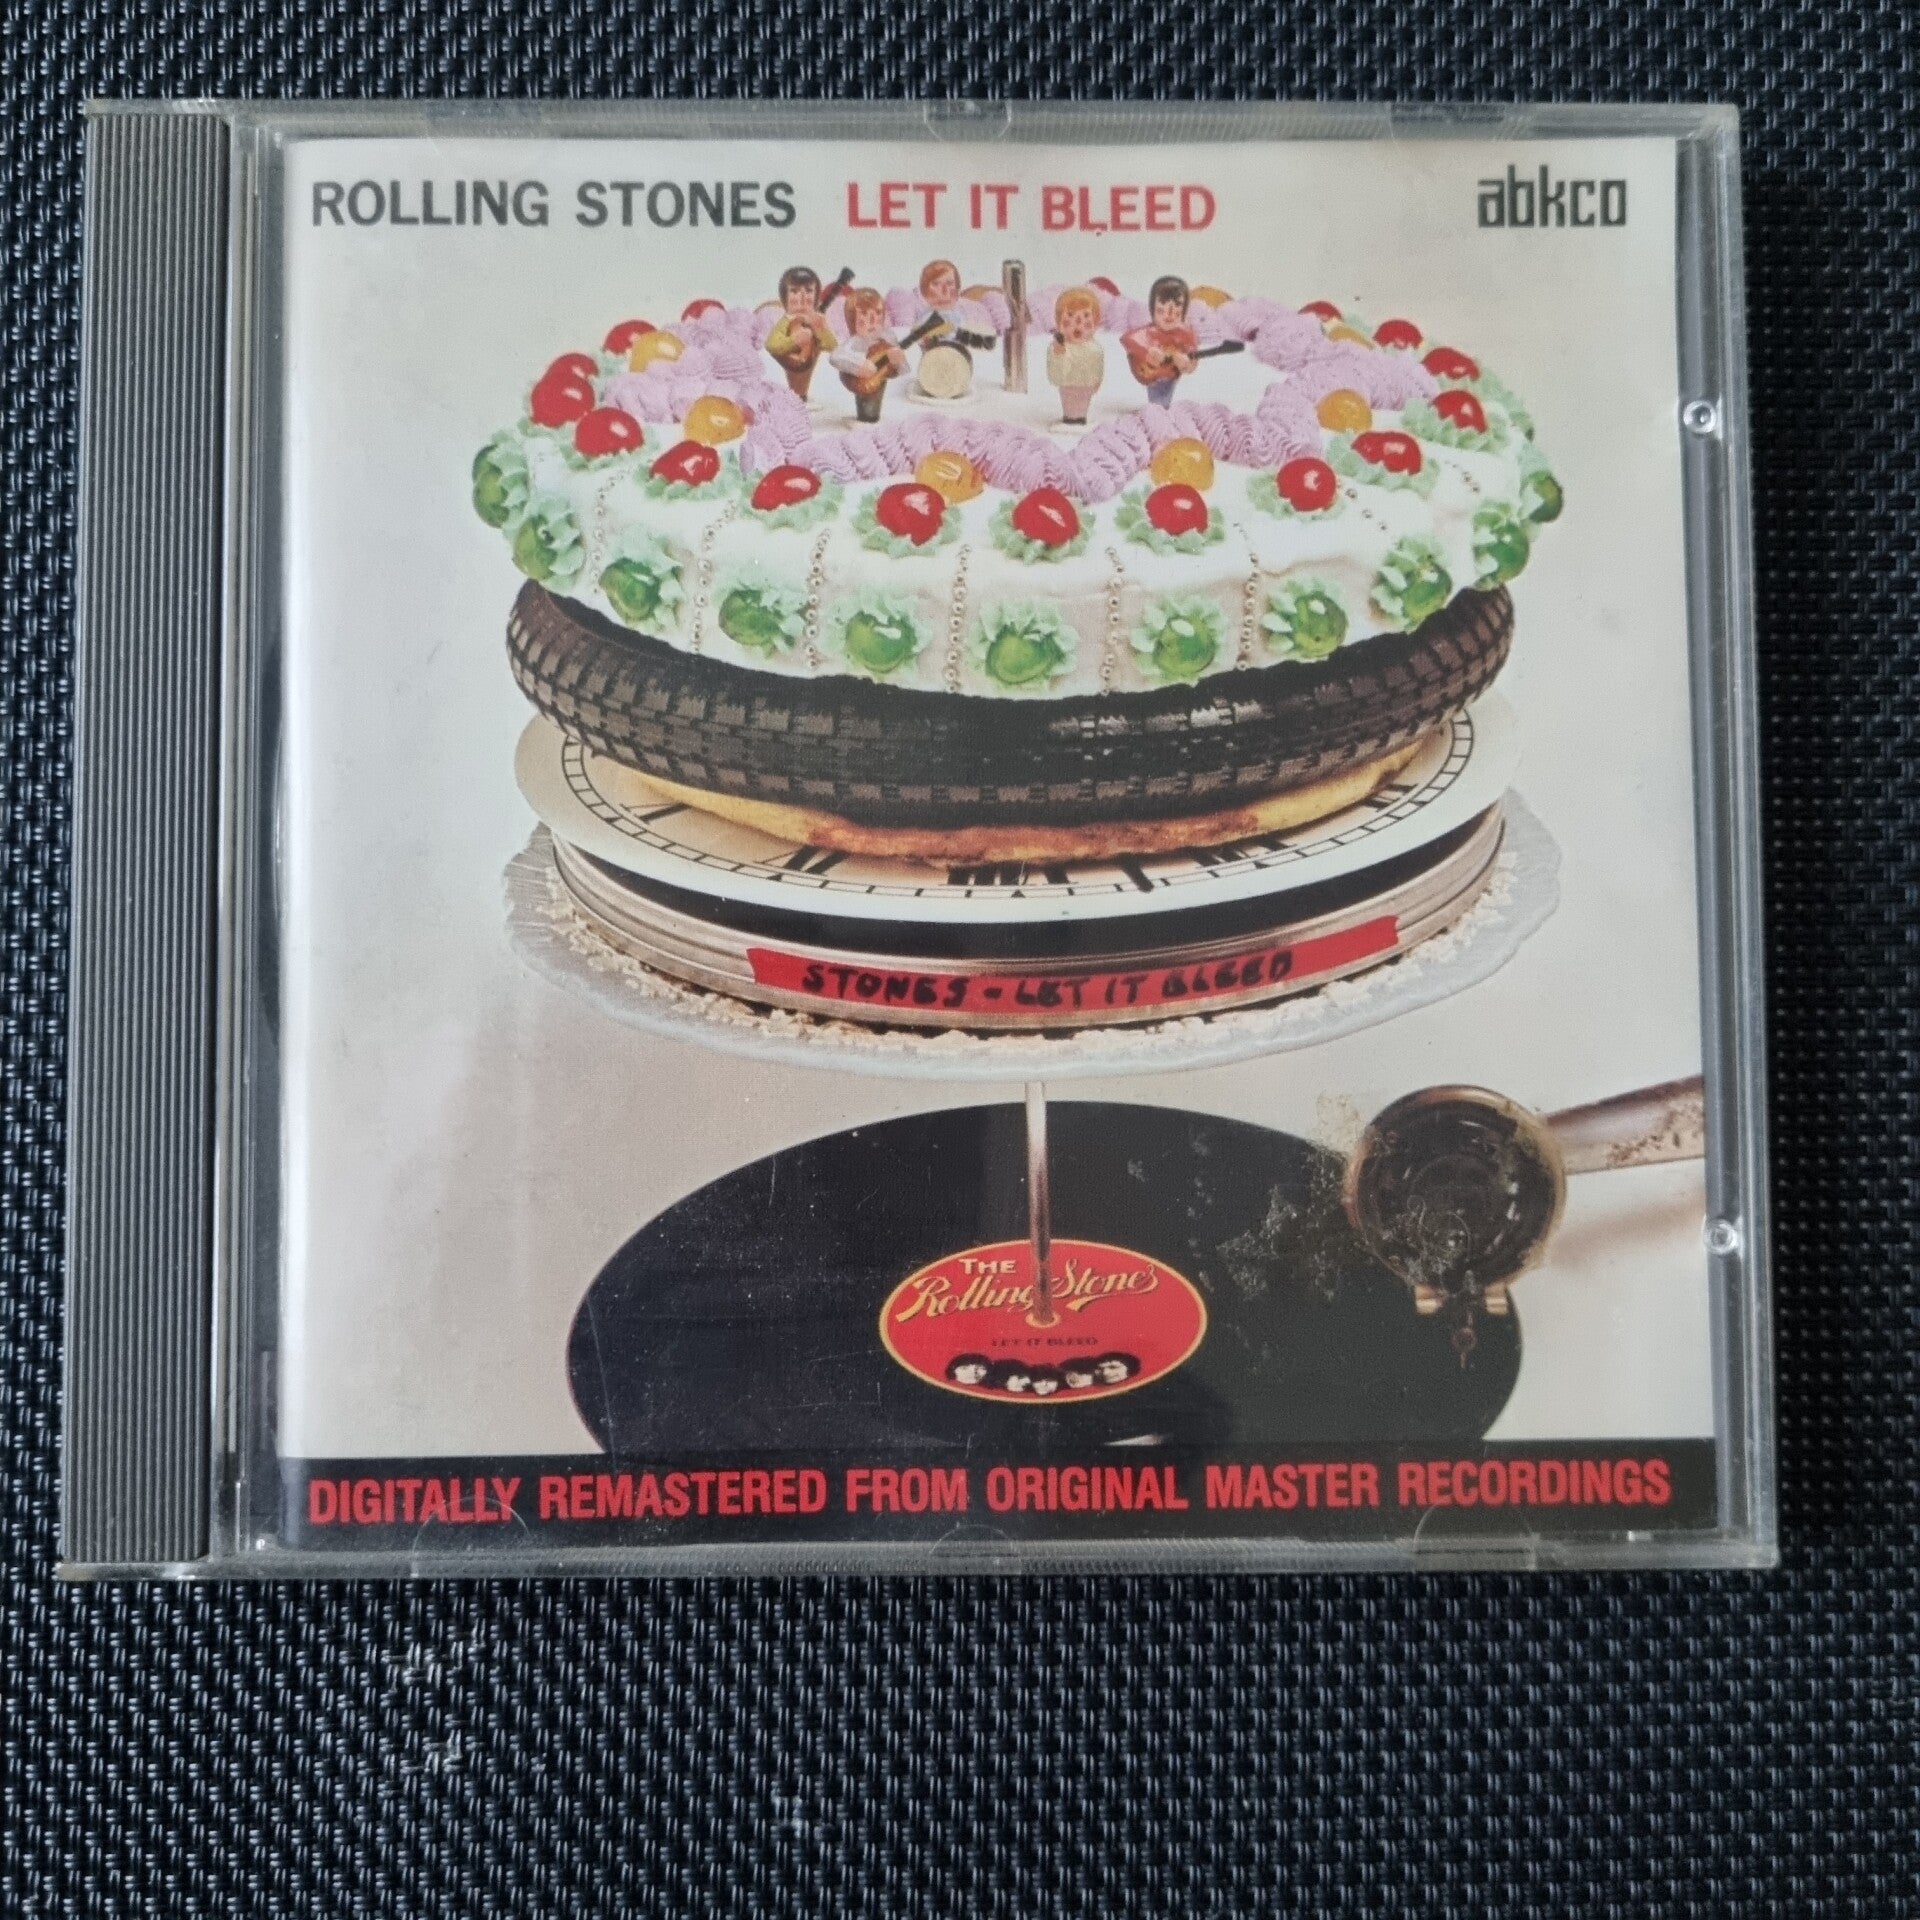 ROLLING STONES LET IT BLEED abkco
STONES - LET IT BLEED
THE
Rolling Stones
LET IT BLEED
DIGITALLY REMASTERED FROM ORIGINAL MASTER RECORDINGS